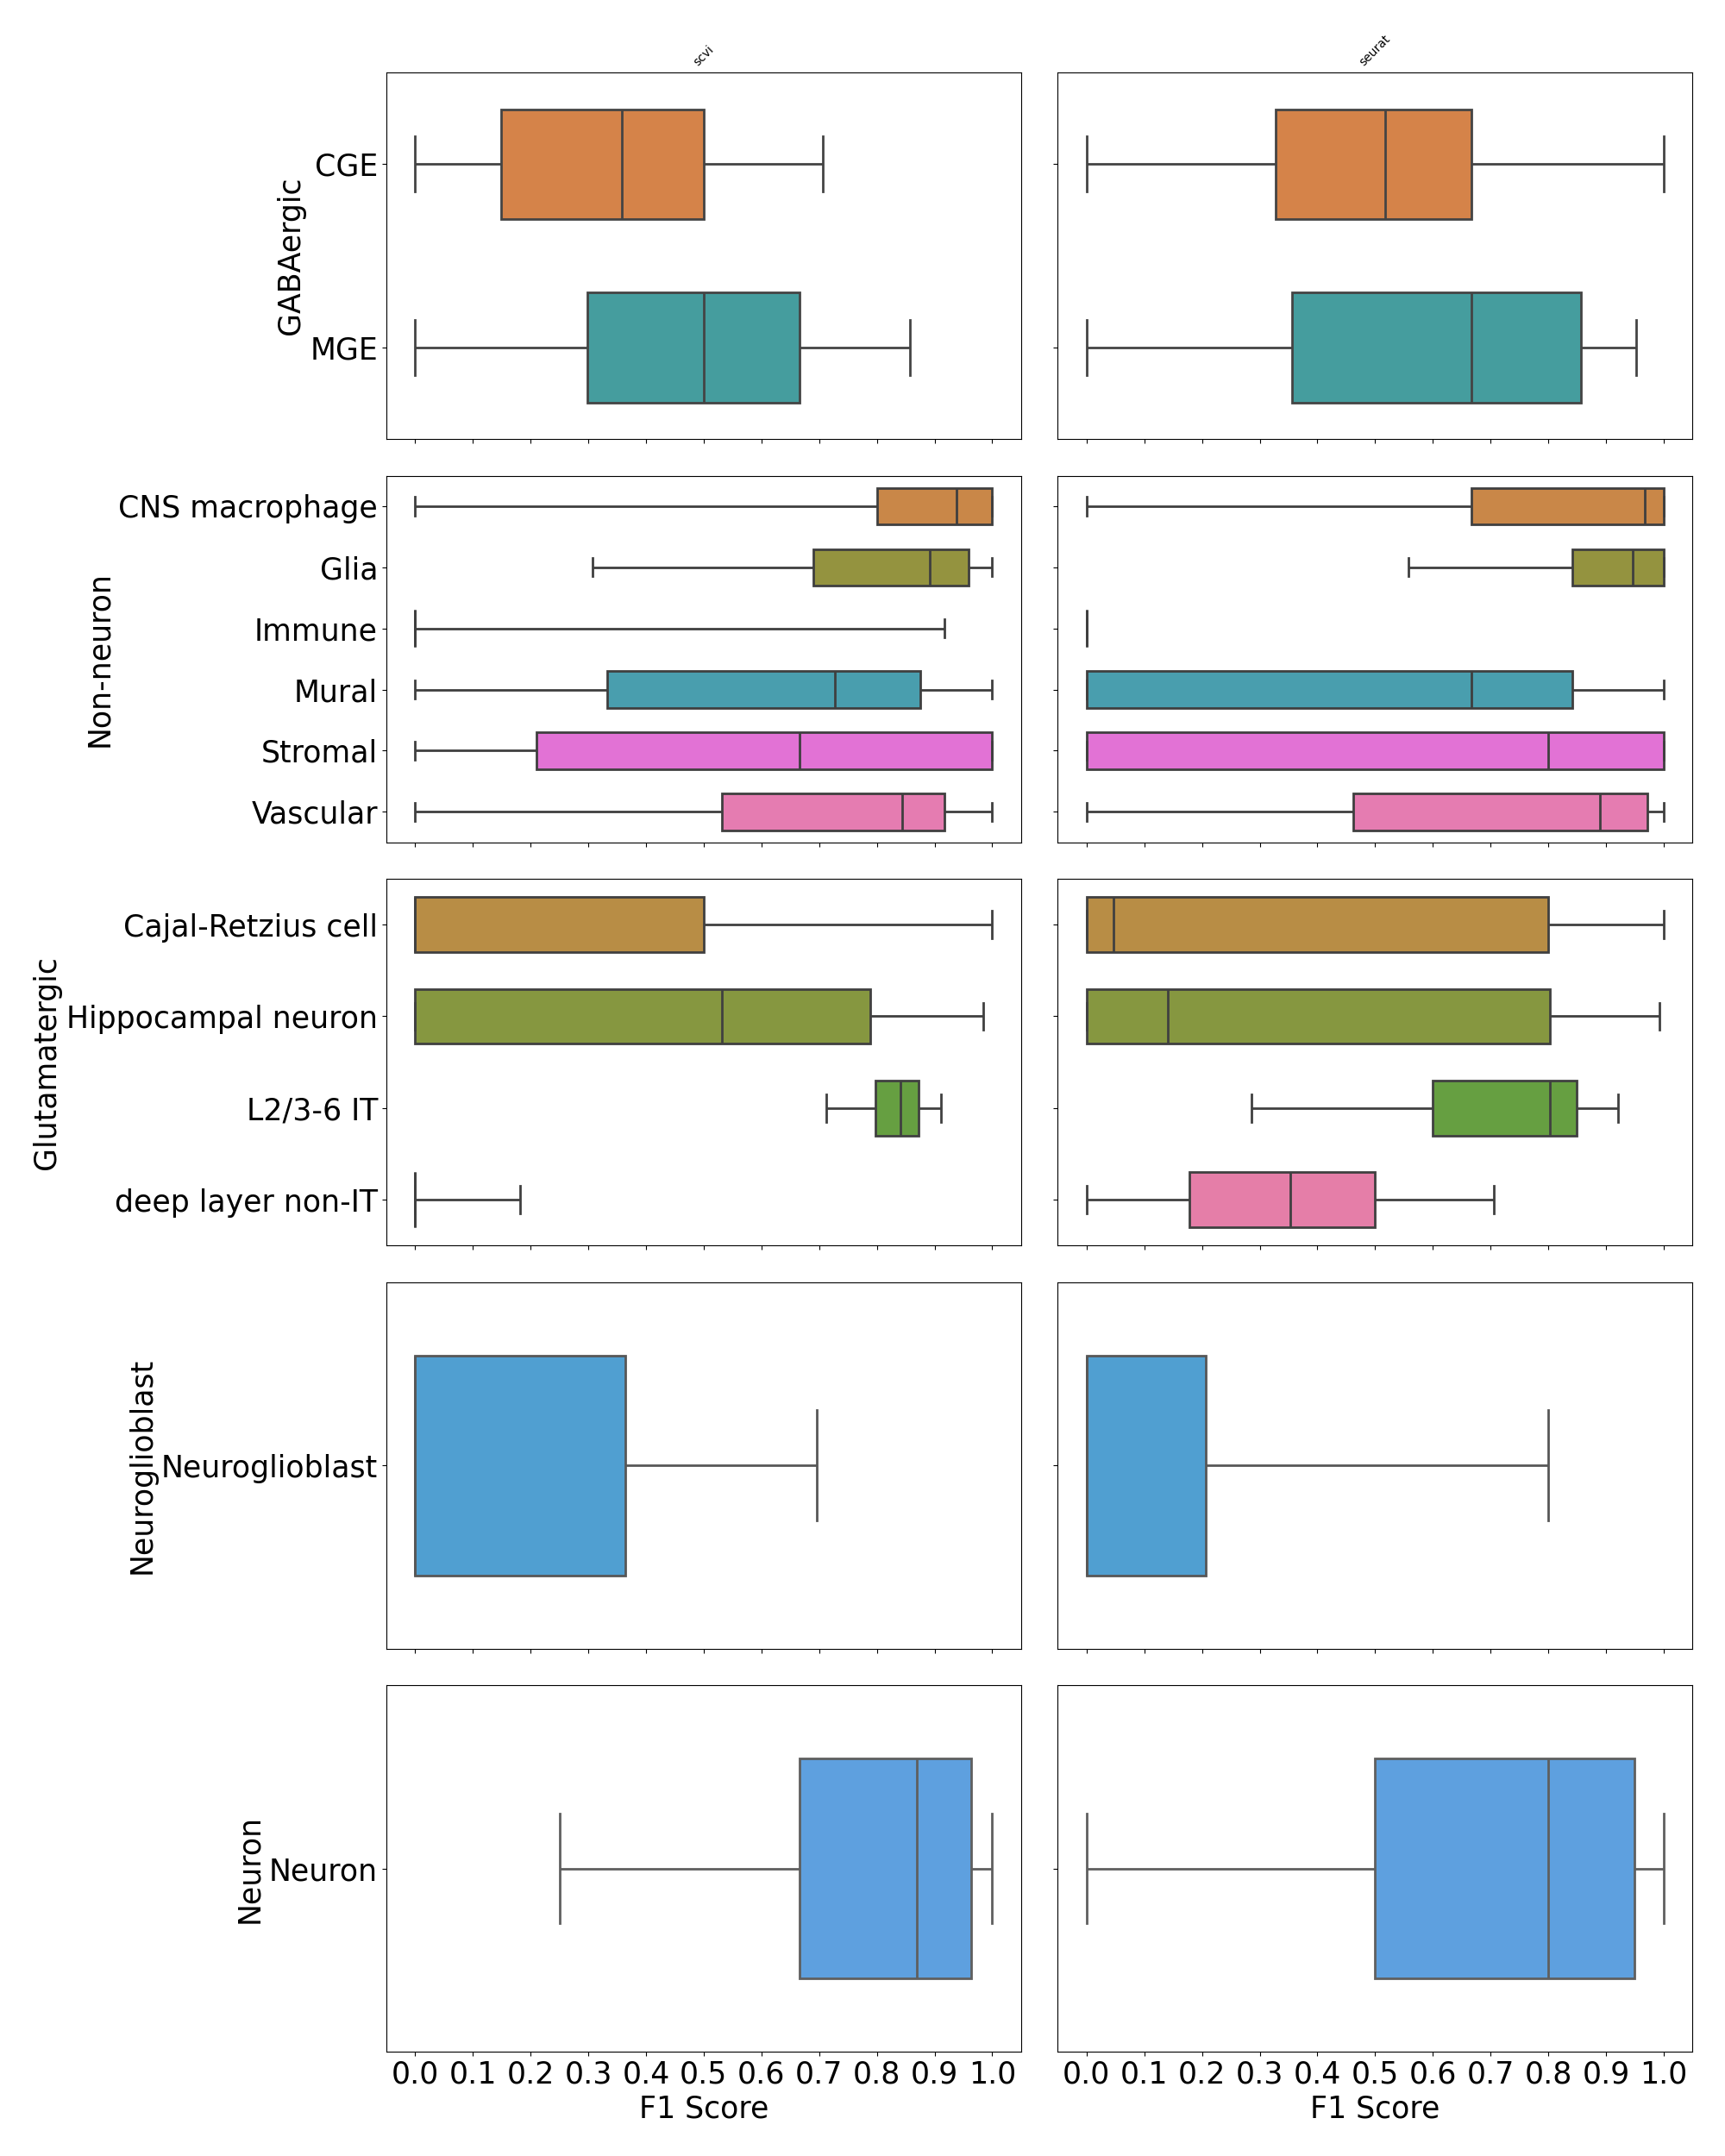 scvi
seurat
GABAergic
CGE
MGE
Non-neuron
CNS macrophage
Glia
Immune
Mural
Stromal
Vascular
Glutamatergic
Cajal-Retzius cell
Hippocampal neuron
L2/3-6 IT
deep layer non-IT
Neuroglioblast
Neuroglioblast
Neuron
Neuron
0.0 0.1 0.2 0.3 0.4 0.5 0.6 0.7 0.8 0.9 1.0
F1 Score
0.0 0.1 0.2 0.3 0.4 0.5 0.6 0.7 0.8 0.9 1.0
F1 Score